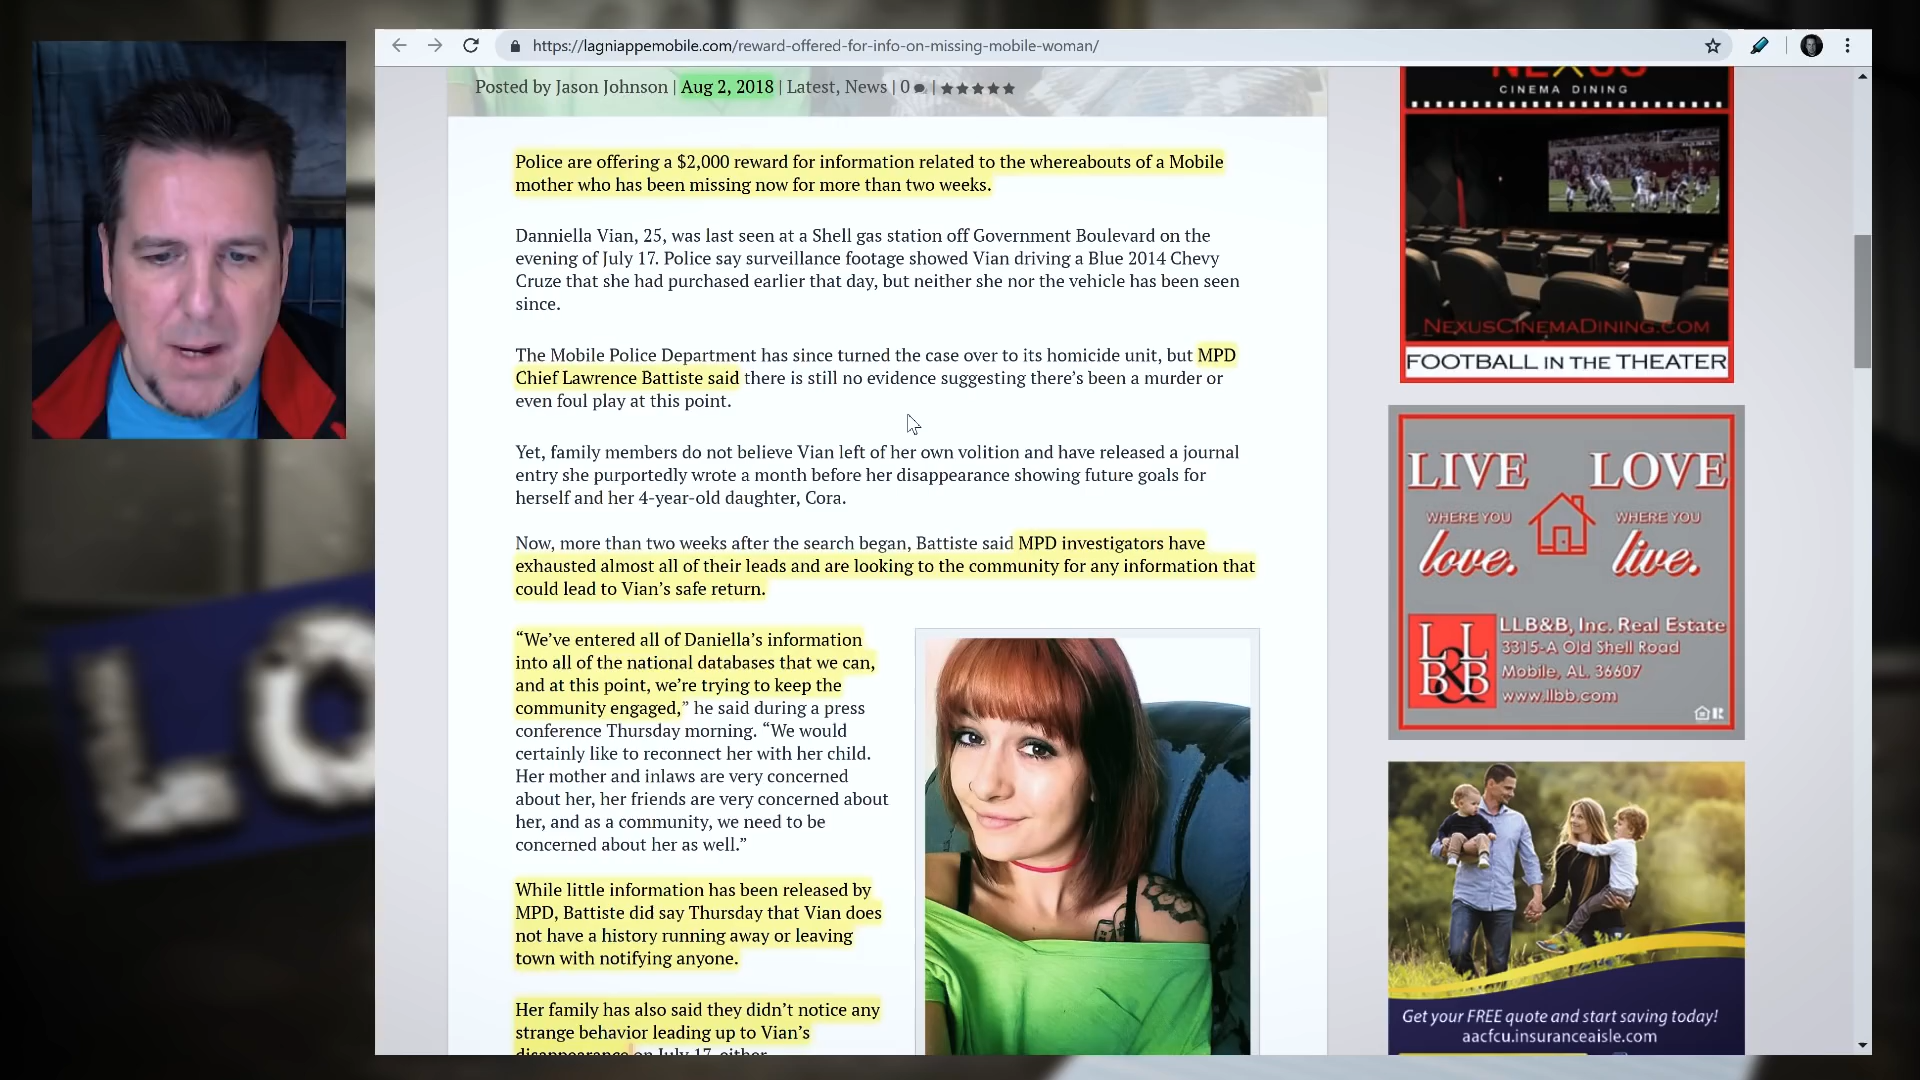 https://lagniappemobile.com/reward-offered-for-info-on-missing-mobile-woman/
Posted by Jason Johnson | Aug 2, 2018 | Latest, News | 0 | ★★★★★
Police are offering a $2,000 reward for information related to the whereabouts of a Mobile
mother who has been missing now for more than two weeks.
Danniella Vian, 25, was last seen at a Shell gas station off Government Boulevard on the
evening of July 17. Police say surveillance footage showed Vian driving a Blue 2014 Chevy
Cruze that she had purchased earlier that day, but neither she nor the vehicle has been seen
since.
The Mobile Police Department has since turned the case over to its homicide unit, but MPD
Chief Lawrence Battiste said there is still no evidence suggesting there's been a murder or
even foul play at this point.
Yet, family members do not believe Vian left of her own volition and have released a journal
entry she purportedly wrote a month before her disappearance showing future goals for
herself and her 4-year-old daughter, Cora.
Now, more than two weeks after the search began, Battiste said MPD investigators have
exhausted almost all of their leads and are looking to the community for any information that
could lead to Vian's safe return.
“We've entered all of Daniella's information
into all of the national databases that we can,
and at this point, we're trying to keep the
community engaged,” he said during a press
conference Thursday morning. “We would
certainly like to reconnect her with her child.
Her mother and inlaws are very concerned
about her, her friends are very concerned about
her, and as a community, we need to be
concerned about her as well.”
While little information has been released by
MPD, Battiste did say Thursday that Vian does
not have a history running away or leaving
town with notifying anyone.
Her family has also said they didn't notice any
strange behavior leading up to Vian's
disappearance on July 17, either.
NEXUS
CINEMA DINING
NEXUSCINEMADINING.COM
FOOTBALL IN THE THEATER
LIVE LOVE
WHERE YOU WHERE YOU
love. live.
LL
B&B
LLB&B, Inc. Real Estate
3315-A Old Shell Road
Mobile, AL. 36607
www.llbb.com
Get your FREE quote and start saving today!
aacfcu.insuranceaisle.com
LO